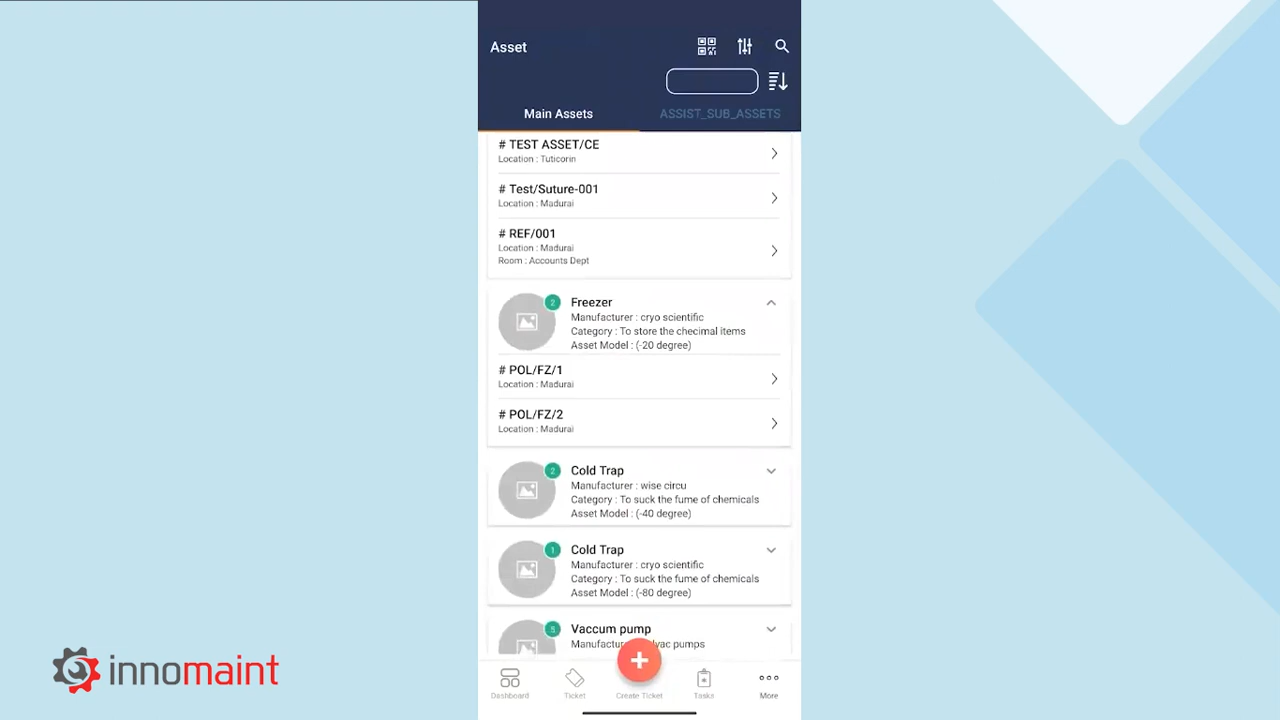 Asset
Main Assets
ASSIST_SUB_ASSETS
# TEST ASSET/CE
Location : Tuticorin
# Test/Suture-001
Location : Madurai
# REF/001
Location : Madurai
Room : Accounts Dept
2
Freezer
Manufacturer : cryo scientific
Category : To store the checimal items
Asset Model : (-20 degree)
# POL/FZ/1
Location : Madurai
# POL/FZ/2
Location : Madurai
2
Cold Trap
Manufacturer : wise circu
Category : To suck the fume of chemicals
Asset Model : (-40 degree)
1
Cold Trap
Manufacturer : cryo scientific
Category : To suck the fume of chemicals
Asset Model : (-80 degree)
5
Vaccum pump
pumps
Dashboard
Ticket
Create Ticket
Tasks
More
innomaint